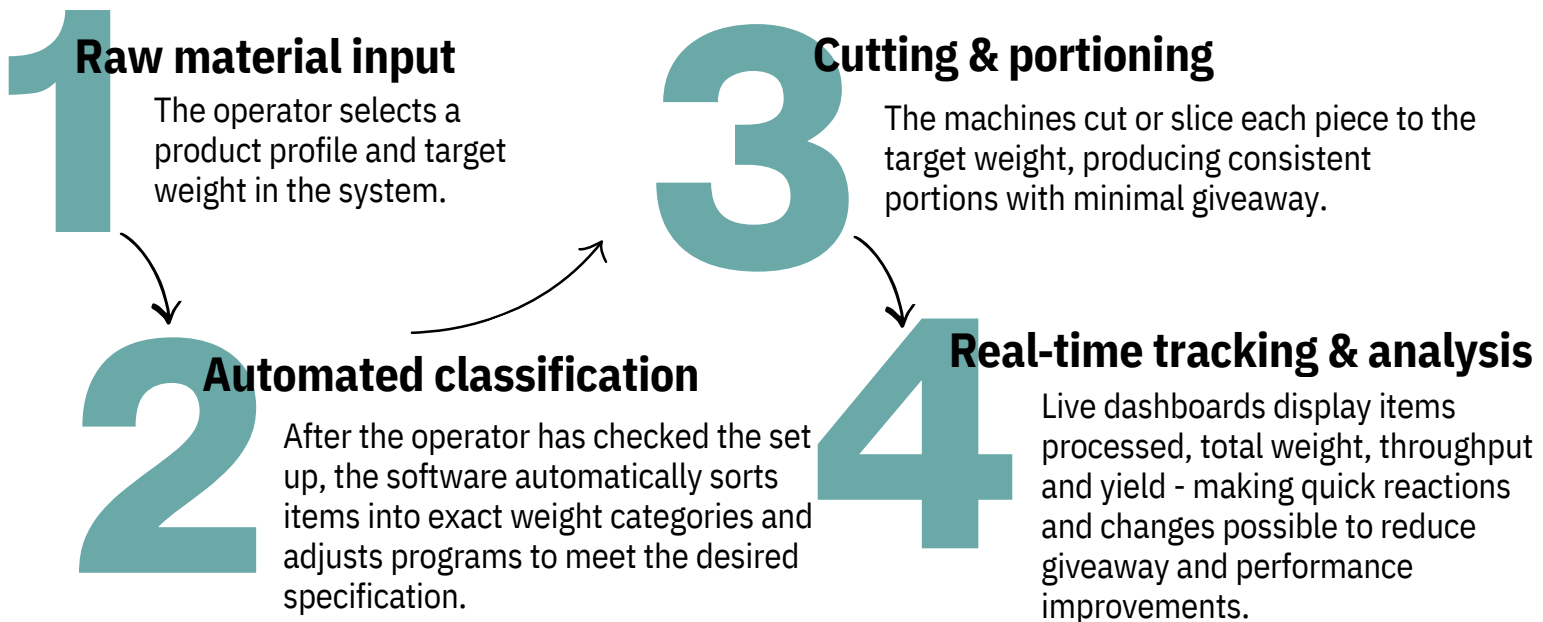 1
Raw material input
The operator selects a
product profile and target
weight in the system.
2
Automated classification
After the operator has checked the set
up, the software automatically sorts
items into exact weight categories and
adjusts programs to meet the desired
specification.
3
Cutting & portioning
The machines cut or slice each piece to the
target weight, producing consistent
portions with minimal giveaway.
4
Real-time tracking & analysis
Live dashboards display items
processed, total weight, throughput
and yield - making quick reactions
and changes possible to reduce
giveaway and performance
improvements.